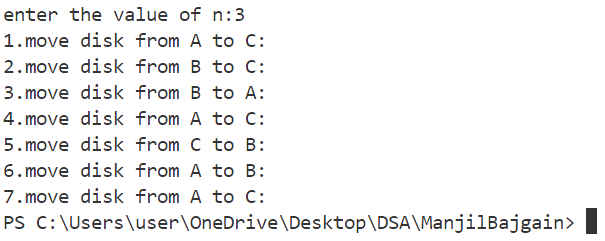 enter the value of n:3
1.move disk from A to C:
2.move disk from B to C:
3.move disk from B to A:
4.move disk from A to C:
5.move disk from C to B:
6.move disk from A to B:
7.move disk from A to C:
PS C:\Users\user\OneDrive\Desktop\DSA\ManjilBajgain>